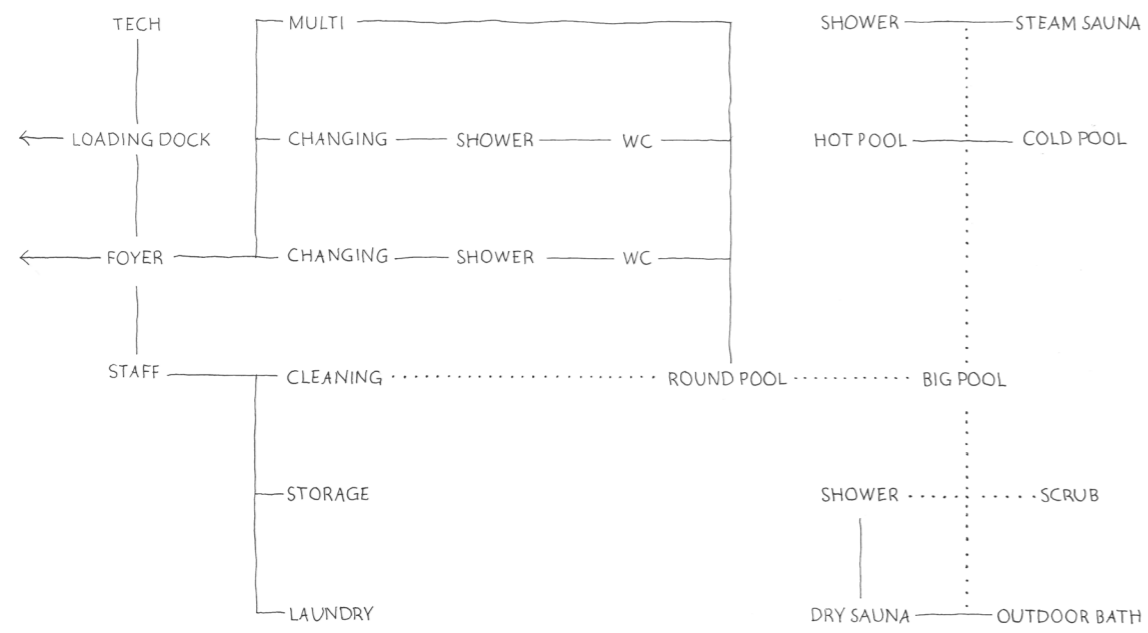 TECH
MULTI
SHOWER
STEAM SAUNA
LOADING DOCK
CHANGING
SHOWER
WC
HOT POOL
COLD POOL
FOYER
CHANGING
SHOWER
WC
STAFF
CLEANING
ROUND POOL
BIG POOL
STORAGE
SHOWER
SCRUB
LAUNDRY
DRY SAUNA
OUTDOOR BATH